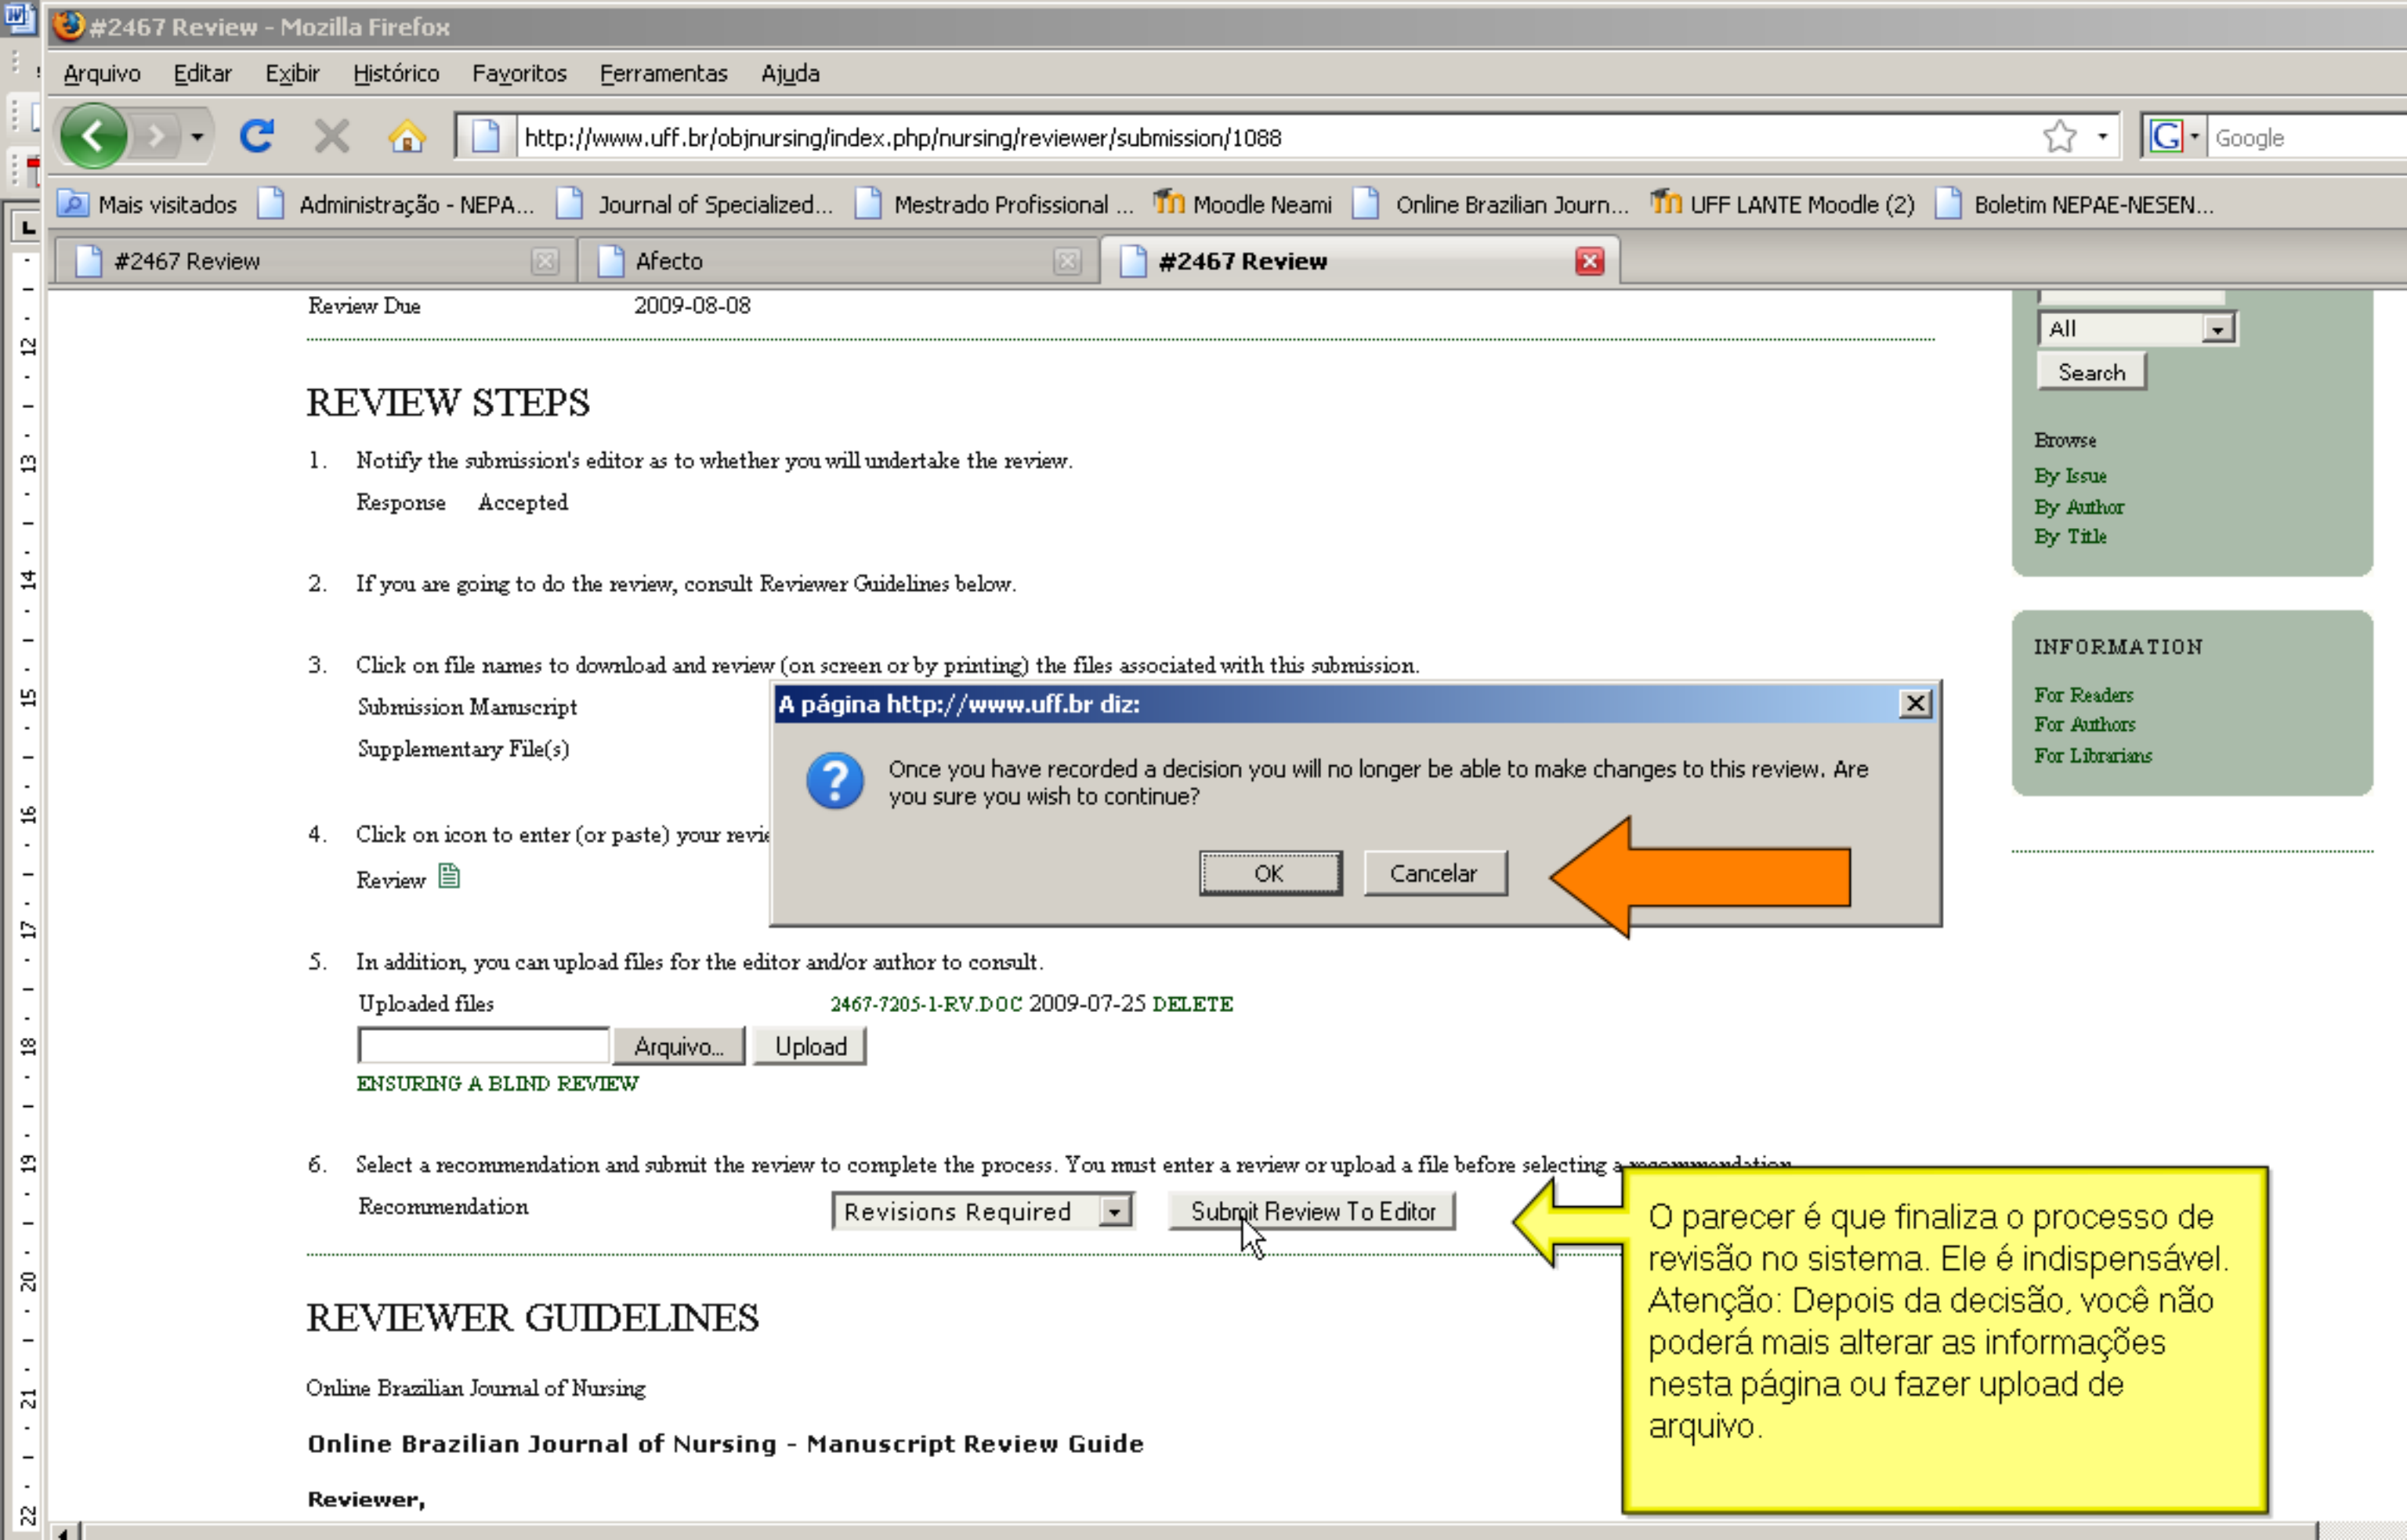 #2467 Review - Mozilla Firefox
Arquivo Editar Exibir Histórico Favoritos Ferramentas Ajuda
http://www.uff.br/objnursing/index.php/nursing/reviewer/submission/1088
Google
Mais visitados Administração - NEPA... Journal of Specialized... Mestrado Profissional ... Moodle Neami Online Brazilian Journ... UFF LANTE Moodle (2) Boletim NEPAE-NESEN...
#2467 Review Afecto #2467 Review
Review Due 2009-08-08
REVIEW STEPS
1. Notify the submission's editor as to whether you will undertake the review.
Response Accepted
2. If you are going to do the review, consult Reviewer Guidelines below.
3. Click on file names to download and review (on screen or by printing) the files associated with this submission.
Submission Manuscript
Supplementary File(s)
4. Click on icon to enter (or paste) your revie
Review
A página http://www.uff.br diz:
Once you have recorded a decision you will no longer be able to make changes to this review. Are
you sure you wish to continue?
OK Cancelar
5. In addition, you can upload files for the editor and/or author to consult.
Uploaded files 2467-7205-1-RV.DOC 2009-07-25 DELETE
Arquivo... Upload
ENSURING A BLIND REVIEW
6. Select a recommendation and submit the review to complete the process. You must enter a review or upload a file before selecting a recommendation
Recommendation Revisions Required Submit Review To Editor
O parecer é que finaliza o processo de
revisão no sistema. Ele é indispensável.
Atenção: Depois da decisão, você não
poderá mais alterar as informações
nesta página ou fazer upload de
arquivo.
REVIEWER GUIDELINES
Online Brazilian Journal of Nursing
Online Brazilian Journal of Nursing - Manuscript Review Guide
Reviewer,
All
Search
Browse
By Issue
By Author
By Title
INFORMATION
For Readers
For Authors
For Librarians
12
13
14
15
16
17
18
19
20
21
22